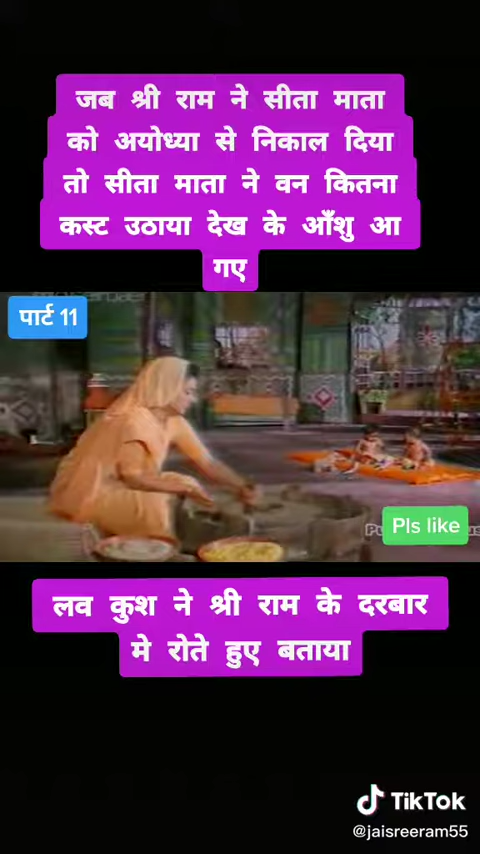 जब श्री राम ने सीता माता
को अयोध्या से निकाल दिया
तो सीता माता ने वन कितना
कस्ट उठाया देख के आँशु आ
गए
पार्ट 11
Pls like
लव कुश ने श्री राम के दरबार
मे रोते हुए बताया
TikTok
@jaisreeram55